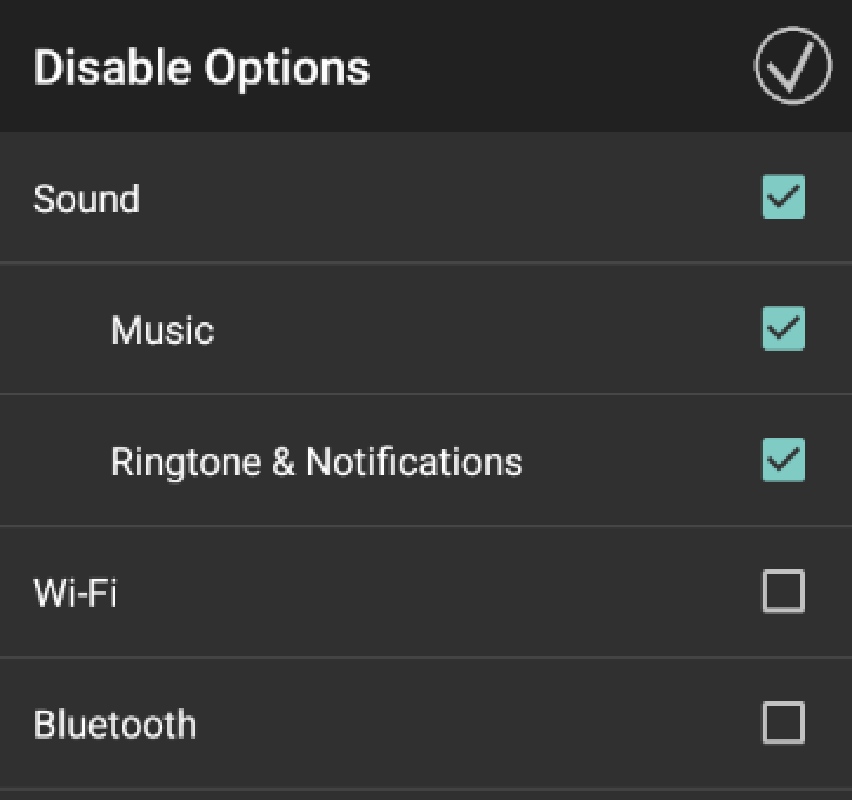 Disable Options
Sound
Music
Ringtone & Notifications
Wi-Fi
Bluetooth